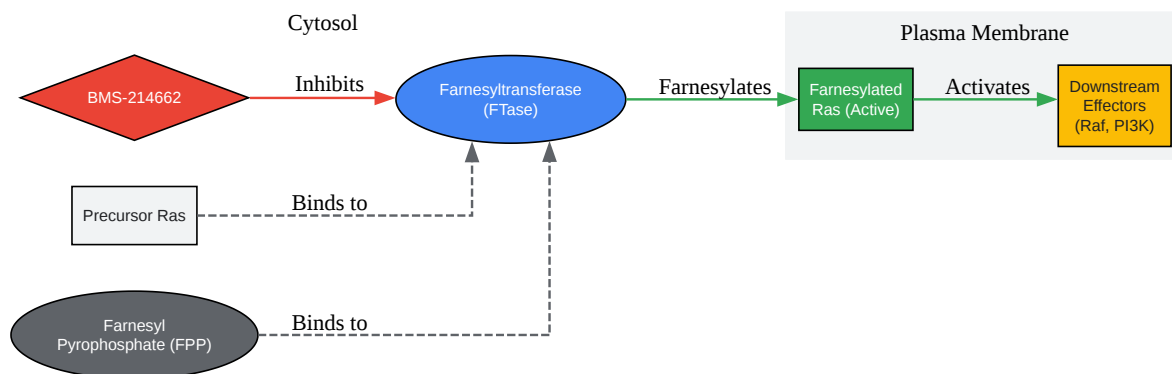 Cytosol
Plasma Membrane
BMS-214662
Inhibits
Farnesyltransferase
(FTase)
Farnesylates
Farnesylated
Ras (Active)
Activates
Downstream
Effectors
(Raf, PI3K)
Precursor Ras
Binds to
Farnesyl
Pyrophosphate (FPP)
Binds to